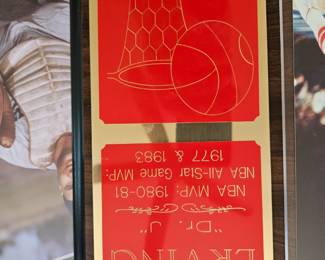 ERVING
"Dr. J"
NBA MVP: 1980-81
NBA All-Star Game MVP:
1977 & 1983